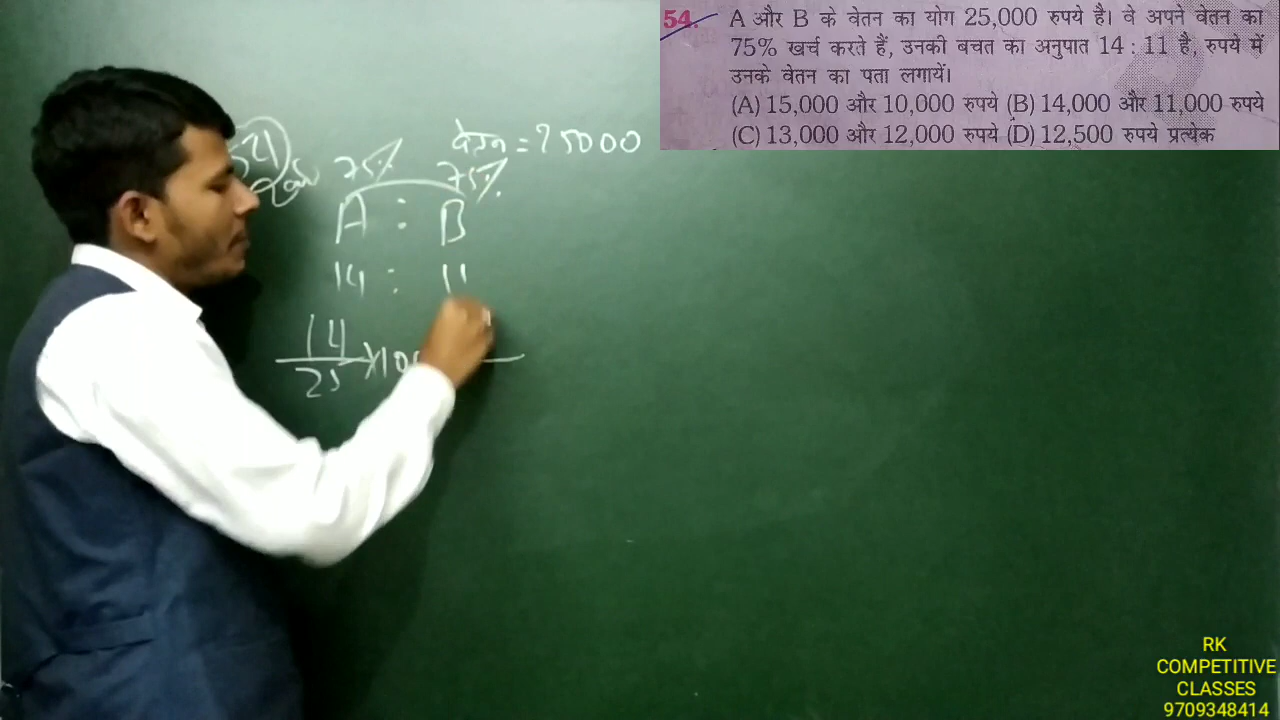 54. A और B के वेतन का योग 25,000 रुपये है। वे अपने वेतन का
75% खर्च करते हैं, उनकी बचत का अनुपात 14 : 11 है, रुपये में
उनके वेतन का पता लगायें।
(A) 15,000 और 10,000 रुपये (B) 14,000 और 11,000 रुपये
(C) 13,000 और 12,000 रुपये (D) 12,500 रुपये प्रत्येक
वेतन = 25000
75% 75%
A : B
14 : 11
14
25 ×100
RK
COMPETITIVE
CLASSES
9709348414